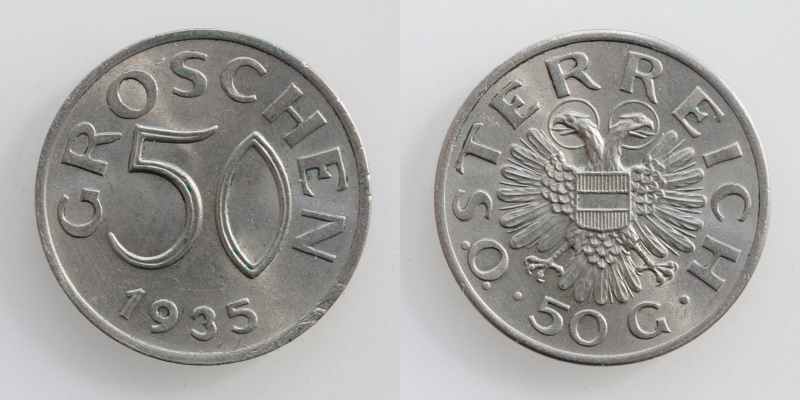 GROSCHEN
50
1935
ÖSTERREICH
· 50 G ·